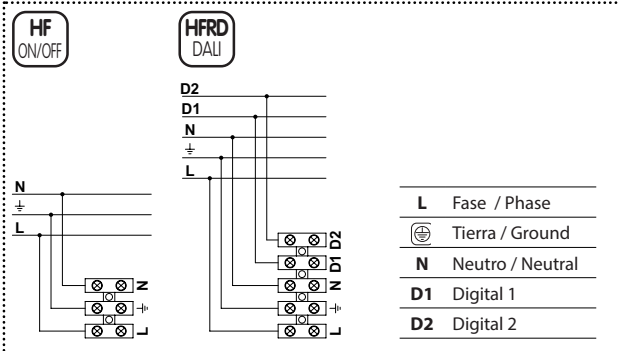 HF
ON/OFF
N
L
N
L
HFRD
DALI
D2
D1
N
L
D2
D1
N
L
L Fase / Phase
Tierra / Ground
N Neutro / Neutral
D1 Digital 1
D2 Digital 2